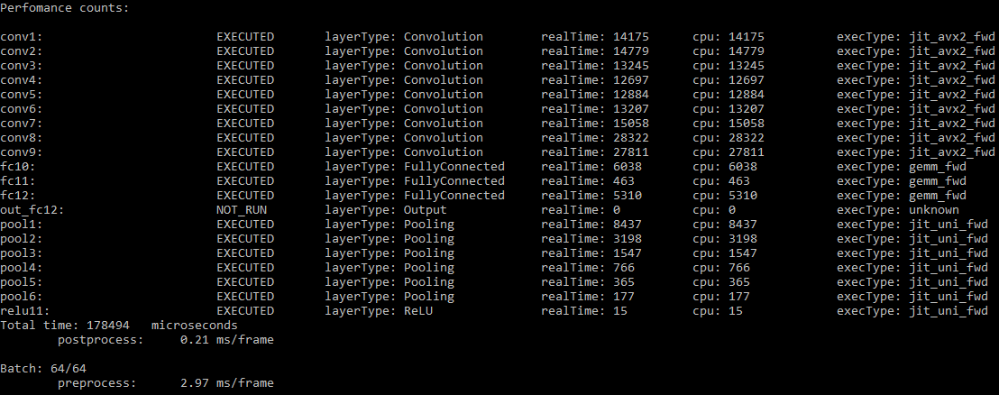 Perfomance counts:
conv1: EXECUTED layerType: Convolution realTime: 14175 cpu: 14175 execType: jit_avx2_fwd
conv2: EXECUTED layerType: Convolution realTime: 14779 cpu: 14779 execType: jit_avx2_fwd
conv3: EXECUTED layerType: Convolution realTime: 13245 cpu: 13245 execType: jit_avx2_fwd
conv4: EXECUTED layerType: Convolution realTime: 12697 cpu: 12697 execType: jit_avx2_fwd
conv5: EXECUTED layerType: Convolution realTime: 12884 cpu: 12884 execType: jit_avx2_fwd
conv6: EXECUTED layerType: Convolution realTime: 13207 cpu: 13207 execType: jit_avx2_fwd
conv7: EXECUTED layerType: Convolution realTime: 15058 cpu: 15058 execType: jit_avx2_fwd
conv8: EXECUTED layerType: Convolution realTime: 28322 cpu: 28322 execType: jit_avx2_fwd
conv9: EXECUTED layerType: Convolution realTime: 27811 cpu: 27811 execType: jit_avx2_fwd
fc10: EXECUTED layerType: FullyConnected realTime: 6038 cpu: 6038 execType: gemm_fwd
fc11: EXECUTED layerType: FullyConnected realTime: 463 cpu: 463 execType: gemm_fwd
fc12: EXECUTED layerType: FullyConnected realTime: 5310 cpu: 5310 execType: gemm_fwd
out_fc12: NOT_RUN layerType: Output realTime: 0 cpu: 0 execType: unknown
pool1: EXECUTED layerType: Pooling realTime: 8437 cpu: 8437 execType: jit_uni_fwd
pool2: EXECUTED layerType: Pooling realTime: 3198 cpu: 3198 execType: jit_uni_fwd
pool3: EXECUTED layerType: Pooling realTime: 1547 cpu: 1547 execType: jit_uni_fwd
pool4: EXECUTED layerType: Pooling realTime: 766 cpu: 766 execType: jit_uni_fwd
pool5: EXECUTED layerType: Pooling realTime: 365 cpu: 365 execType: jit_uni_fwd
pool6: EXECUTED layerType: Pooling realTime: 177 cpu: 177 execType: jit_uni_fwd
relu11: EXECUTED layerType: ReLU realTime: 15 cpu: 15 execType: jit_uni_fwd
Total time: 178494 microseconds
postprocess: 0.21 ms/frame
Batch: 64/64
preprocess: 2.97 ms/frame